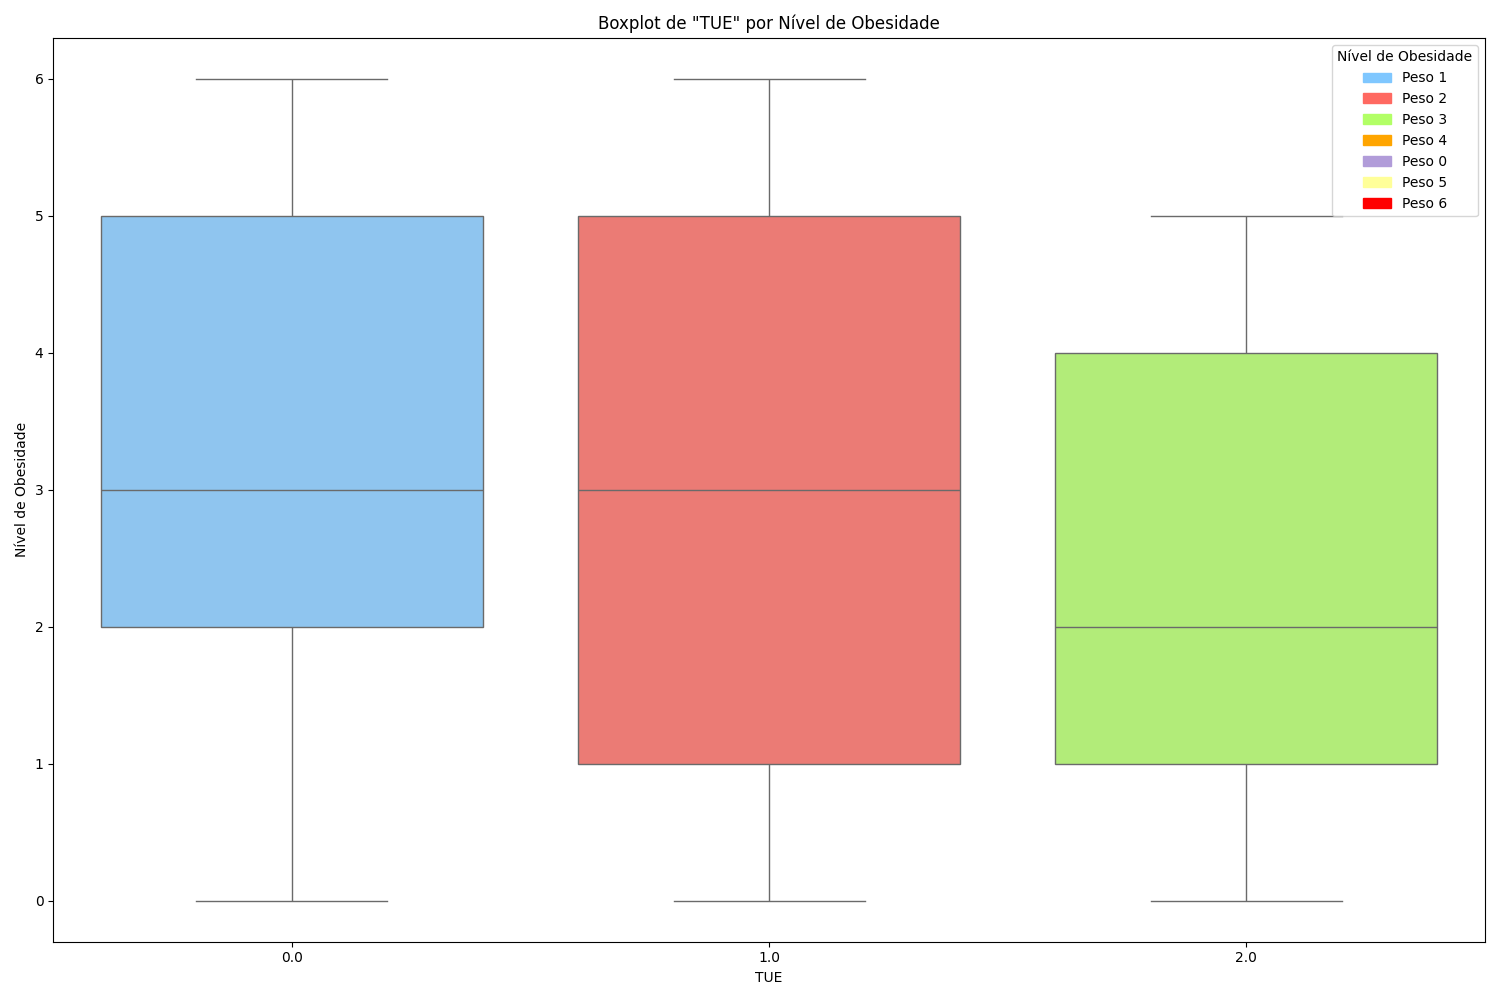 Boxplot de "TUE" por Nível de Obesidade
Nível de Obesidade
Peso 1
Peso 2
Peso 3
Peso 4
Peso 0
Peso 5
Peso 6
Nível de Obesidade
6
5
4
3
2
1
0
0.0 1.0 2.0
TUE